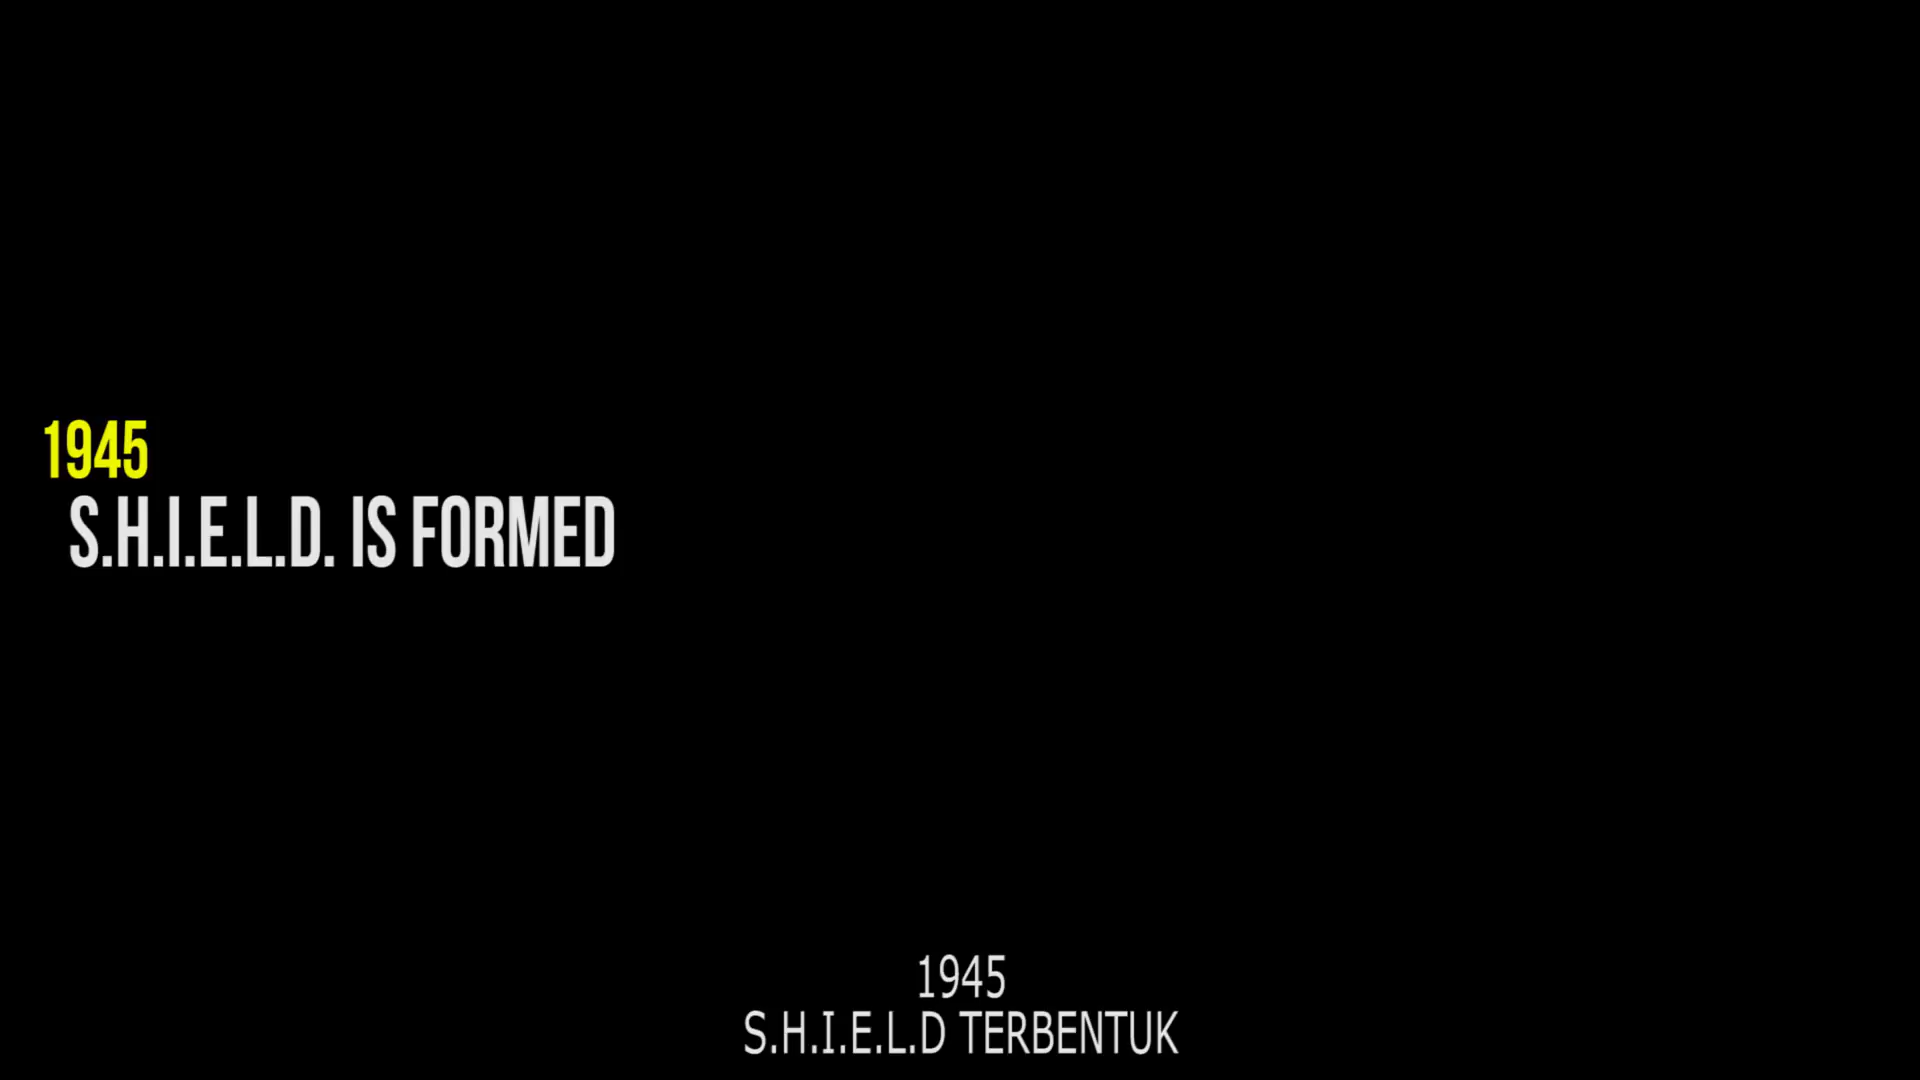 1945
S.H.I.E.L.D. IS FORMED
1945
S.H.I.E.L.D TERBENTUK